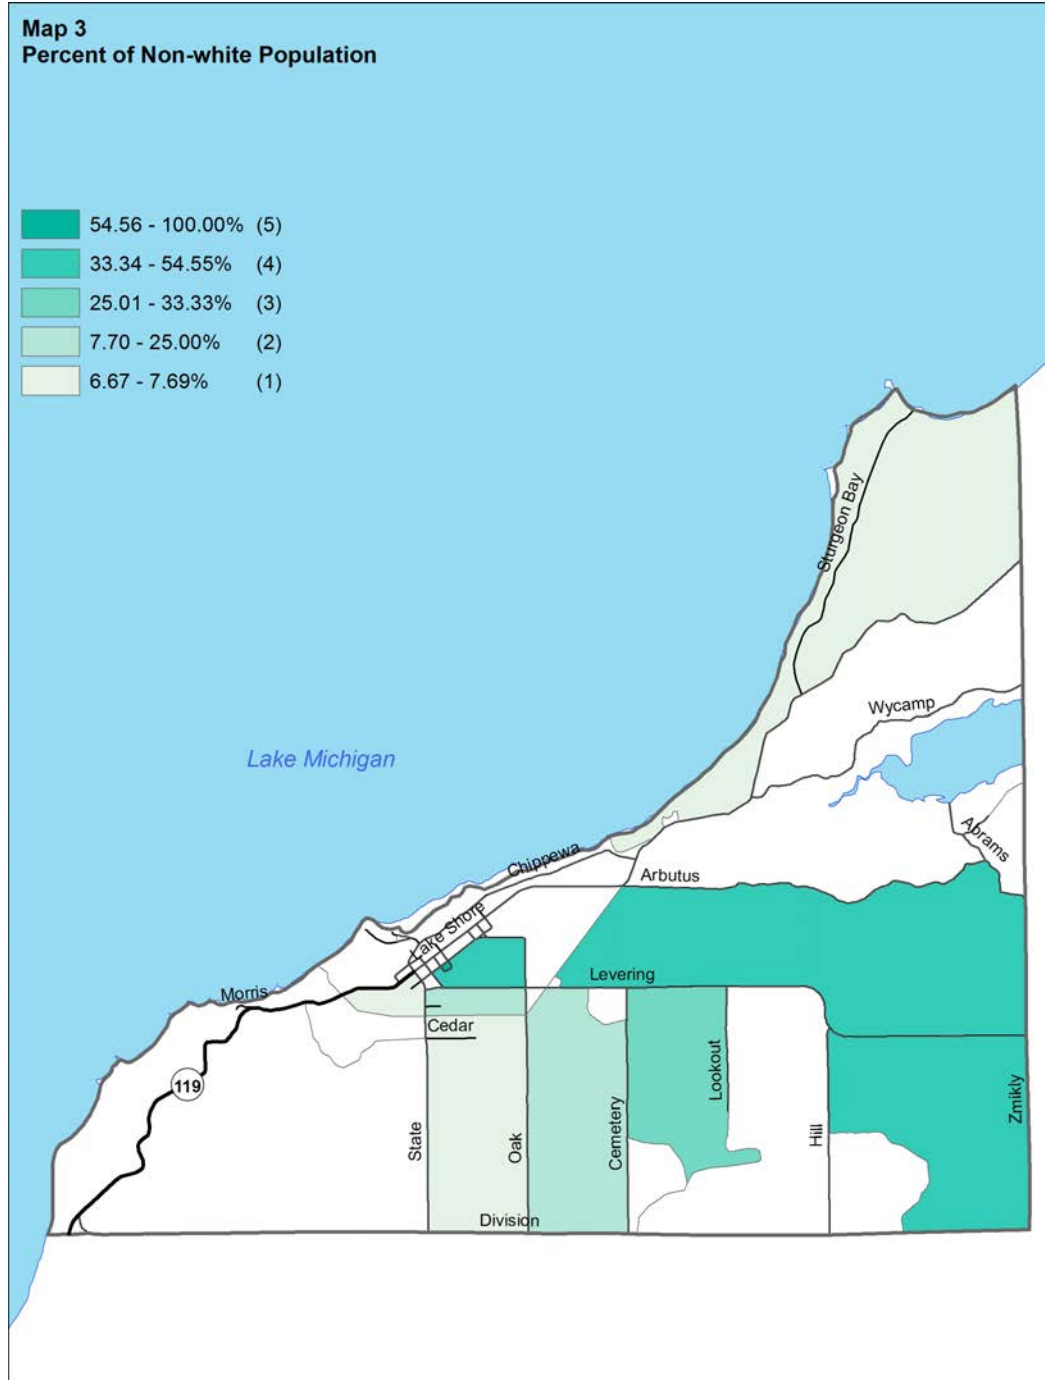 Map 3
Percent of Non-white Population
54.56 - 100.00% (5)
33.34 - 54.55% (4)
25.01 - 33.33% (3)
7.70 - 25.00% (2)
6.67 - 7.69% (1)
Sturgeon Bay
Wycamp
Lake Michigan
Abrams
Chippewa
Arbutus
Lake Shore
Levering
Morris
Cedar
119
State
Oak
Cemetery
Lookout
Hill
Zmikly
Division